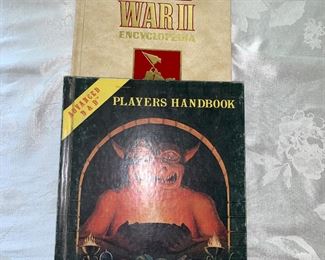 WAR II
ENCYCLOPEDIA
ADVANCED
D & D
PLAYERS HANDBOOK